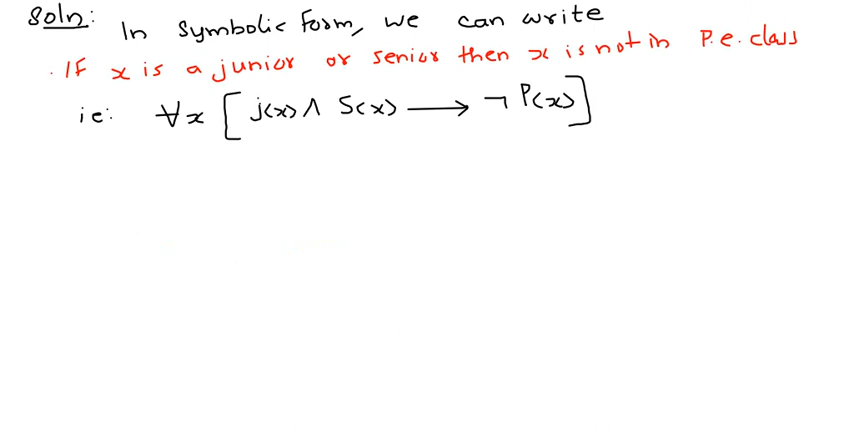 Soln: In Symbolic Form, we can write
. IF x is a junior or senior then x is not in P.e. class
ie: ∀x [ j(x) ∧ S(x) ⟶ ¬ P(x) ]